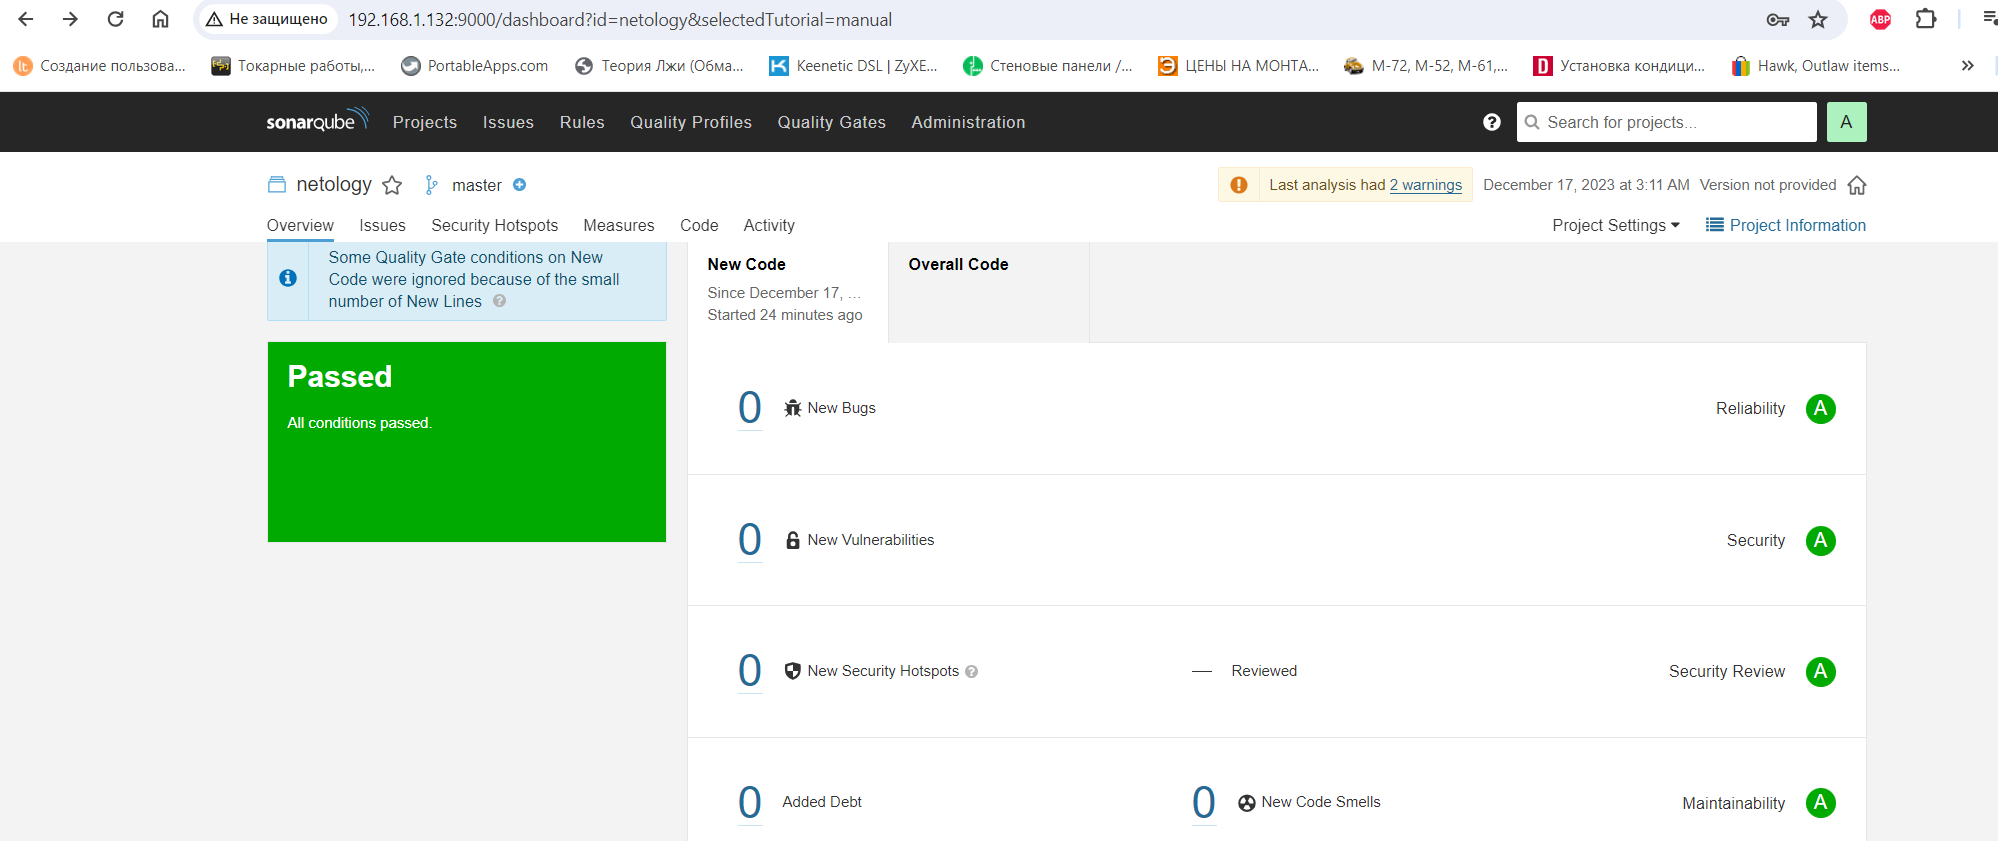 Не защищено
192.168.1.132:9000/dashboard?id=netology&selectedTutorial=manual
ABP
lt Создание пользова...
Токарные работы,...
PortableApps.com
Теория Лжи (Обма...
Keenetic DSL | ZyXE...
Стеновые панели /...
ЦЕНЫ НА МОНТА...
М-72, М-52, М-61,...
Установка кондици...
Hawk, Outlaw items...
sonarqube Projects Issues Rules Quality Profiles Quality Gates Administration
Search for projects...
A
netology master
Last analysis had 2 warnings December 17, 2023 at 3:11 AM Version not provided
Overview Issues Security Hotspots Measures Code Activity
Project Settings Project Information
Some Quality Gate conditions on New
Code were ignored because of the small
number of New Lines
Passed
All conditions passed.
New Code
Since December 17, ...
Started 24 minutes ago
Overall Code
0 New Bugs Reliability A
0 New Vulnerabilities Security A
0 New Security Hotspots — Reviewed Security Review A
0 Added Debt 0 New Code Smells Maintainability A